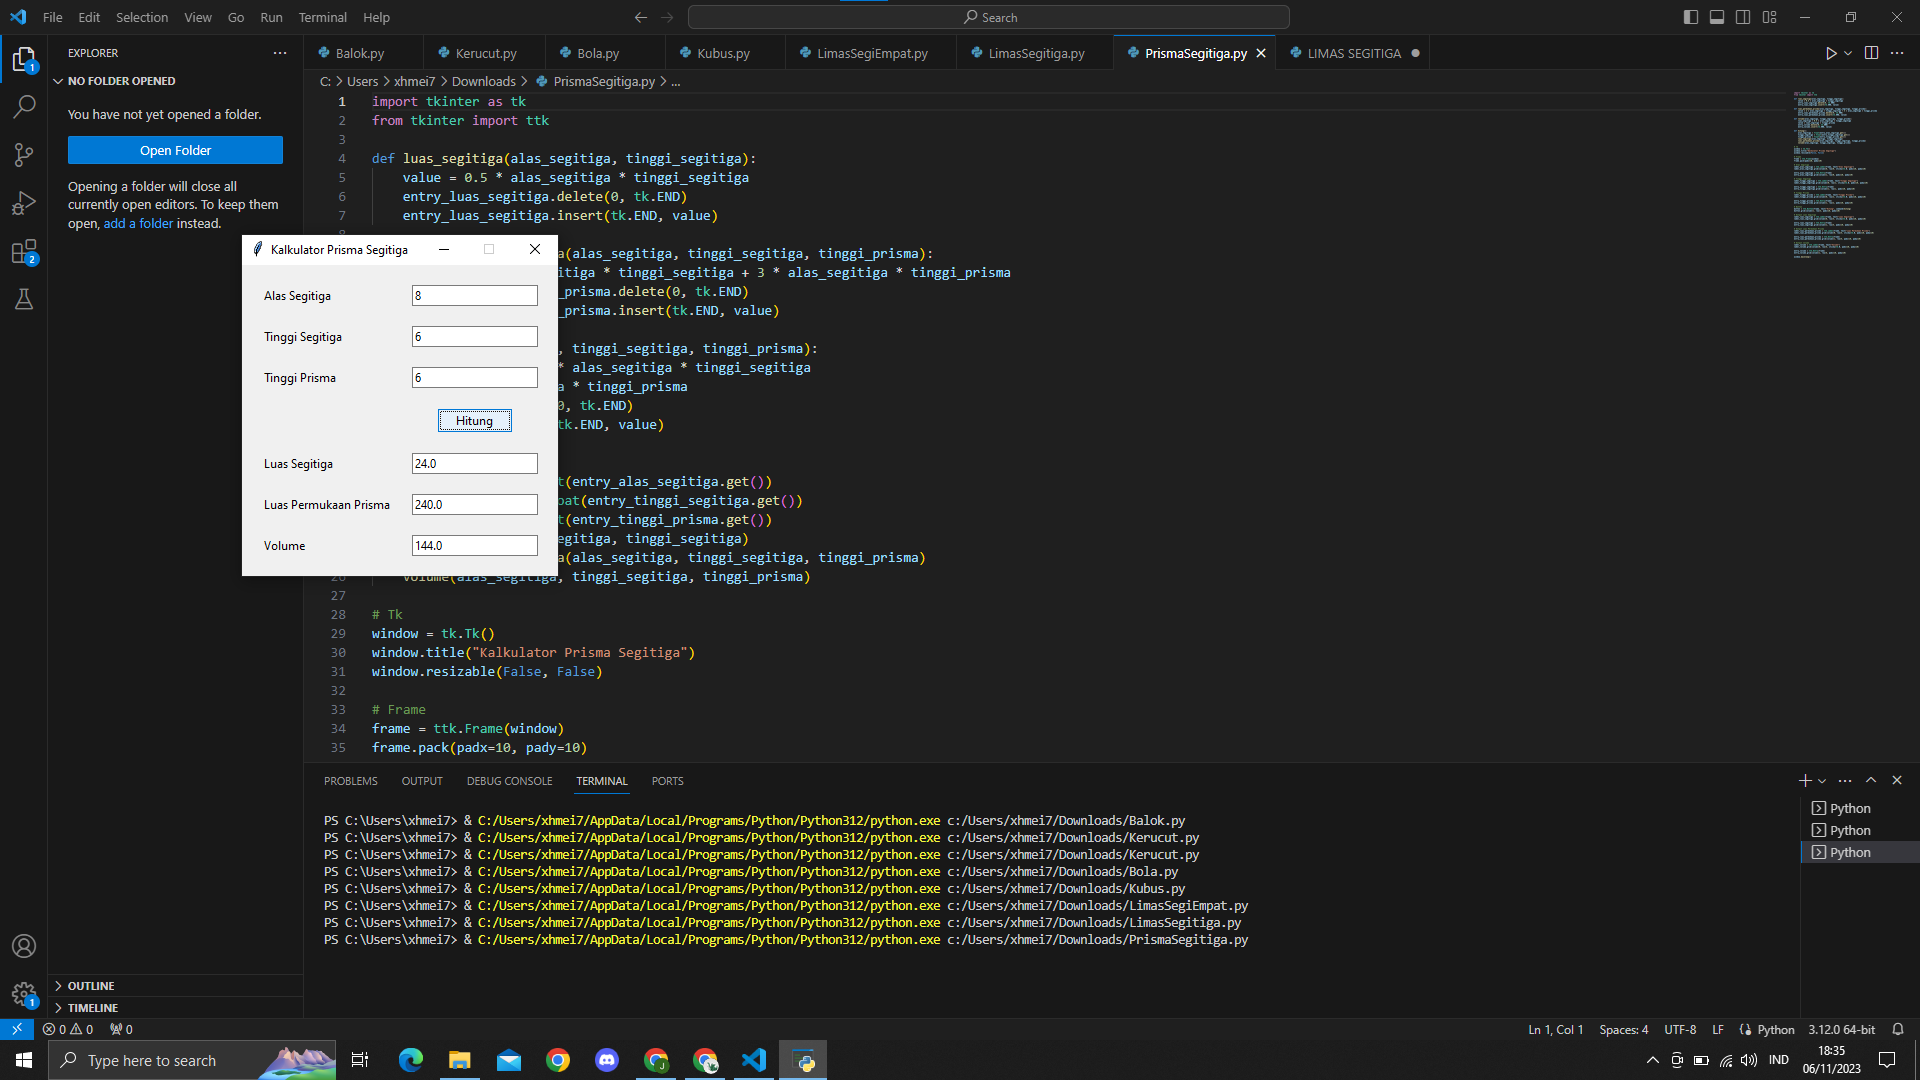 File Edit Selection View Go Run Terminal Help
Search
EXPLORER
NO FOLDER OPENED
You have not yet opened a folder.
Open Folder
Opening a folder will close all
currently open editors. To keep them
open, add a folder instead.
1
2
OUTLINE
TIMELINE
1
Balok.py Kerucut.py Bola.py Kubus.py LimasSegiEmpat.py LimasSegitiga.py PrismaSegitiga.py LIMAS SEGITIGA
C: > Users > xhmei7 > Downloads > PrismaSegitiga.py > ...
1 import tkinter as tk
2 from tkinter import ttk
3
4 def luas_segitiga(alas_segitiga, tinggi_segitiga):
5 value = 0.5 * alas_segitiga * tinggi_segitiga
6 entry_luas_segitiga.delete(0, tk.END)
7 entry_luas_segitiga.insert(tk.END, value)
a(alas_segitiga, tinggi_segitiga, tinggi_prisma):
itiga * tinggi_segitiga + 3 * alas_segitiga * tinggi_prisma
_prisma.delete(0, tk.END)
_prisma.insert(tk.END, value)
, tinggi_segitiga, tinggi_prisma):
* alas_segitiga * tinggi_segitiga
a * tinggi_prisma
0, tk.END)
tk.END, value)
t(entry_alas_segitiga.get())
oat(entry_tinggi_segitiga.get())
t(entry_tinggi_prisma.get())
egitiga, tinggi_segitiga)
a(alas_segitiga, tinggi_segitiga, tinggi_prisma)
26 volume(alas_segitiga, tinggi_segitiga, tinggi_prisma)
27
28 # Tk
29 window = tk.Tk()
30 window.title("Kalkulator Prisma Segitiga")
31 window.resizable(False, False)
32
33 # Frame
34 frame = ttk.Frame(window)
35 frame.pack(padx=10, pady=10)
Kalkulator Prisma Segitiga
Alas Segitiga 8
Tinggi Segitiga 6
Tinggi Prisma 6
Hitung
Luas Segitiga 24.0
Luas Permukaan Prisma 240.0
Volume 144.0
PROBLEMS OUTPUT DEBUG CONSOLE TERMINAL PORTS
PS C:\Users\xhmei7> & C:/Users/xhmei7/AppData/Local/Programs/Python/Python312/python.exe c:/Users/xhmei7/Downloads/Balok.py
PS C:\Users\xhmei7> & C:/Users/xhmei7/AppData/Local/Programs/Python/Python312/python.exe c:/Users/xhmei7/Downloads/Kerucut.py
PS C:\Users\xhmei7> & C:/Users/xhmei7/AppData/Local/Programs/Python/Python312/python.exe c:/Users/xhmei7/Downloads/Kerucut.py
PS C:\Users\xhmei7> & C:/Users/xhmei7/AppData/Local/Programs/Python/Python312/python.exe c:/Users/xhmei7/Downloads/Bola.py
PS C:\Users\xhmei7> & C:/Users/xhmei7/AppData/Local/Programs/Python/Python312/python.exe c:/Users/xhmei7/Downloads/Kubus.py
PS C:\Users\xhmei7> & C:/Users/xhmei7/AppData/Local/Programs/Python/Python312/python.exe c:/Users/xhmei7/Downloads/LimasSegiEmpat.py
PS C:\Users\xhmei7> & C:/Users/xhmei7/AppData/Local/Programs/Python/Python312/python.exe c:/Users/xhmei7/Downloads/LimasSegitiga.py
PS C:\Users\xhmei7> & C:/Users/xhmei7/AppData/Local/Programs/Python/Python312/python.exe c:/Users/xhmei7/Downloads/PrismaSegitiga.py
Python
Python
Python
0 0 0
Ln 1, Col 1 Spaces: 4 UTF-8 LF Python 3.12.0 64-bit
Type here to search
IND
18:35
06/11/2023